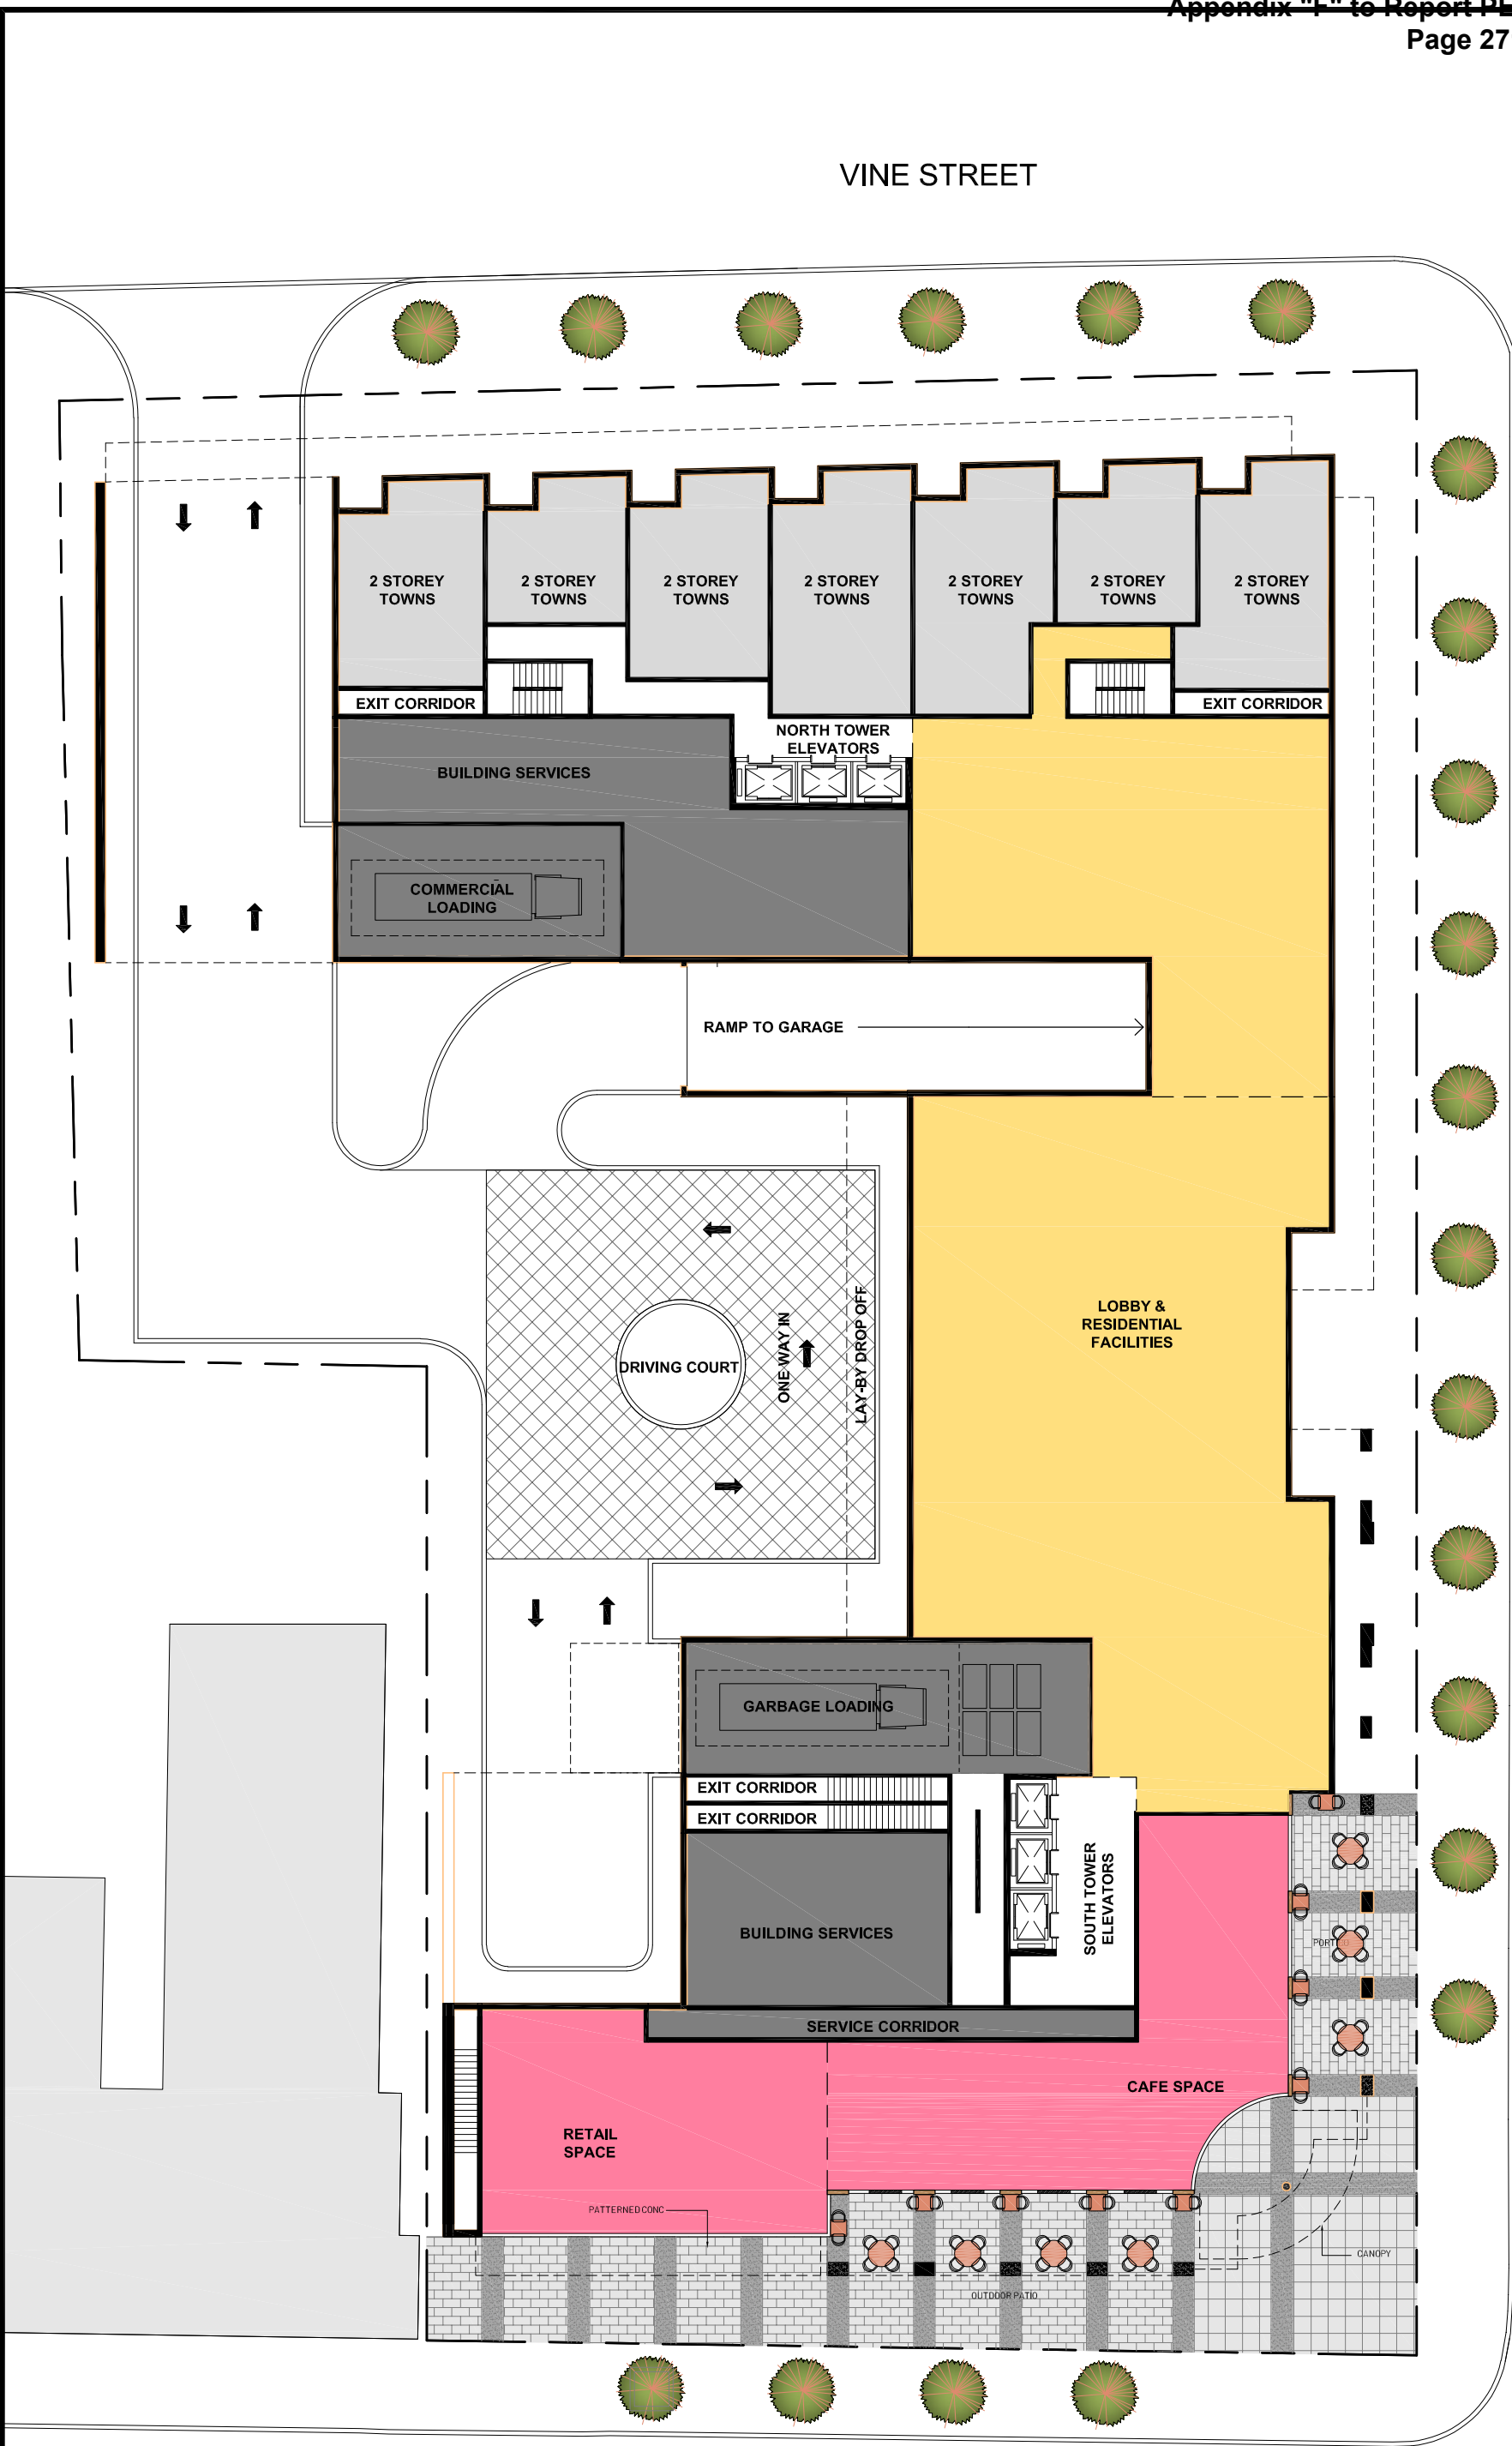 Appendix "F" to Report PE
Page 27
VINE STREET
2 STOREY
TOWNS
2 STOREY
TOWNS
2 STOREY
TOWNS
2 STOREY
TOWNS
2 STOREY
TOWNS
2 STOREY
TOWNS
2 STOREY
TOWNS
EXIT CORRIDOR
EXIT CORRIDOR
NORTH TOWER
ELEVATORS
BUILDING SERVICES
COMMERCIAL
LOADING
RAMP TO GARAGE
LOBBY &
RESIDENTIAL
FACILITIES
DRIVING COURT
ONE WAY IN
LAY-BY DROP OFF
GARBAGE LOADING
EXIT CORRIDOR
EXIT CORRIDOR
SOUTH TOWER
ELEVATORS
BUILDING SERVICES
SERVICE CORRIDOR
CAFE SPACE
RETAIL
SPACE
PATTERNED CONC
CANOPY
OUTDOOR PATIO